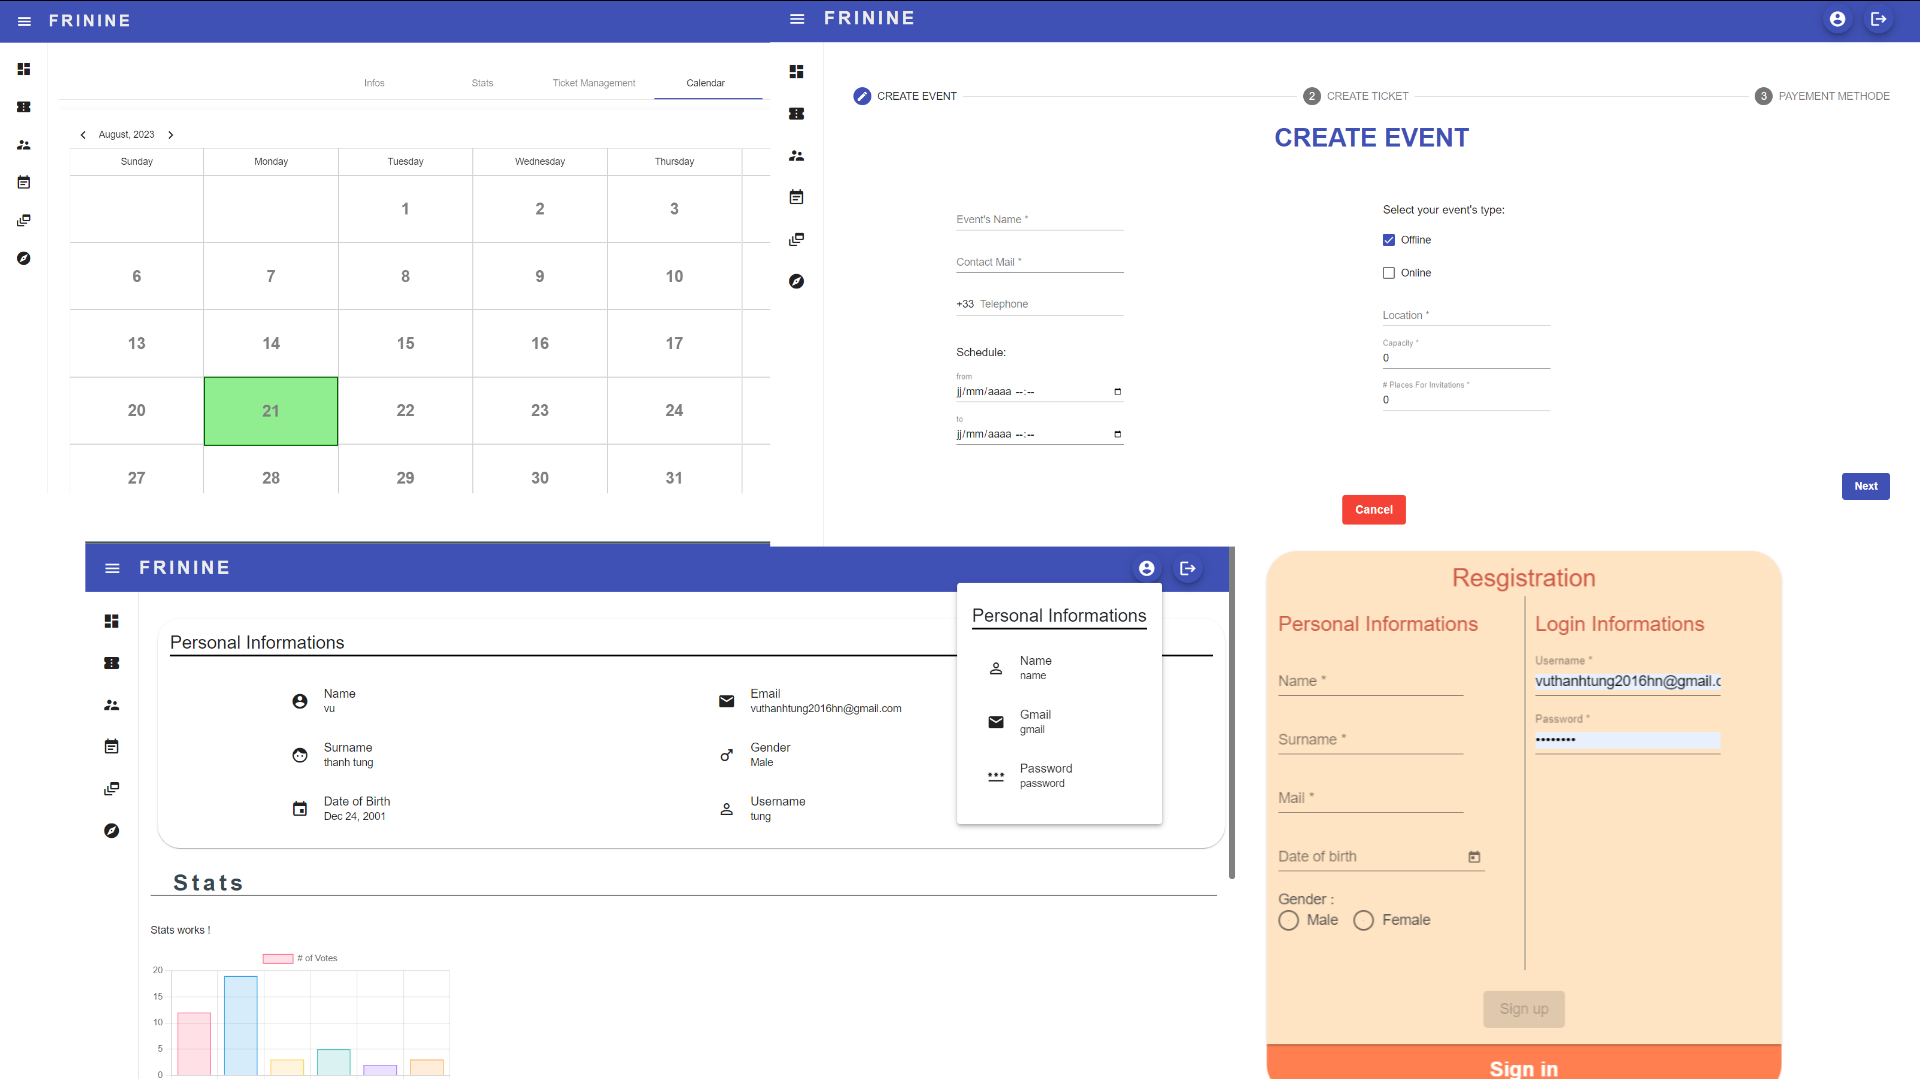 FRININE
Infos Stats Ticket Management Calendar
August, 2023
Sunday Monday Tuesday Wednesday Thursday
1 2 3
6 7 8 9 10
13 14 15 16 17
20 21 22 23 24
27 28 29 30 31
FRININE
CREATE EVENT 2 CREATE TICKET 3 PAYEMENT METHODE
CREATE EVENT
Event's Name *
Contact Mail *
+33 Telephone
Schedule:
from
jj/mm/aaaa --:--
to
jj/mm/aaaa --:--
Select your event's type:
Offline
Online
Location *
Capacity *
0
# Places For Invitations *
0
Next
Cancel
FRININE
Personal Informations
Name
vu
Surname
thanh tung
Date of Birth
Dec 24, 2001
Email
vuthanhtung2016hn@gmail.com
Gender
Male
Username
tung
Personal Informations
Name
name
Gmail
gmail
Password
password
Stats
Stats works !
# of Votes
20
15
10
5
0
Resgistration
Personal Informations
Name *
Surname *
Mail *
Date of birth
Gender :
Male Female
Login Informations
Username *
vuthanhtung2016hn@gmail.c
Password *
••••••••
Sign up
Sign in